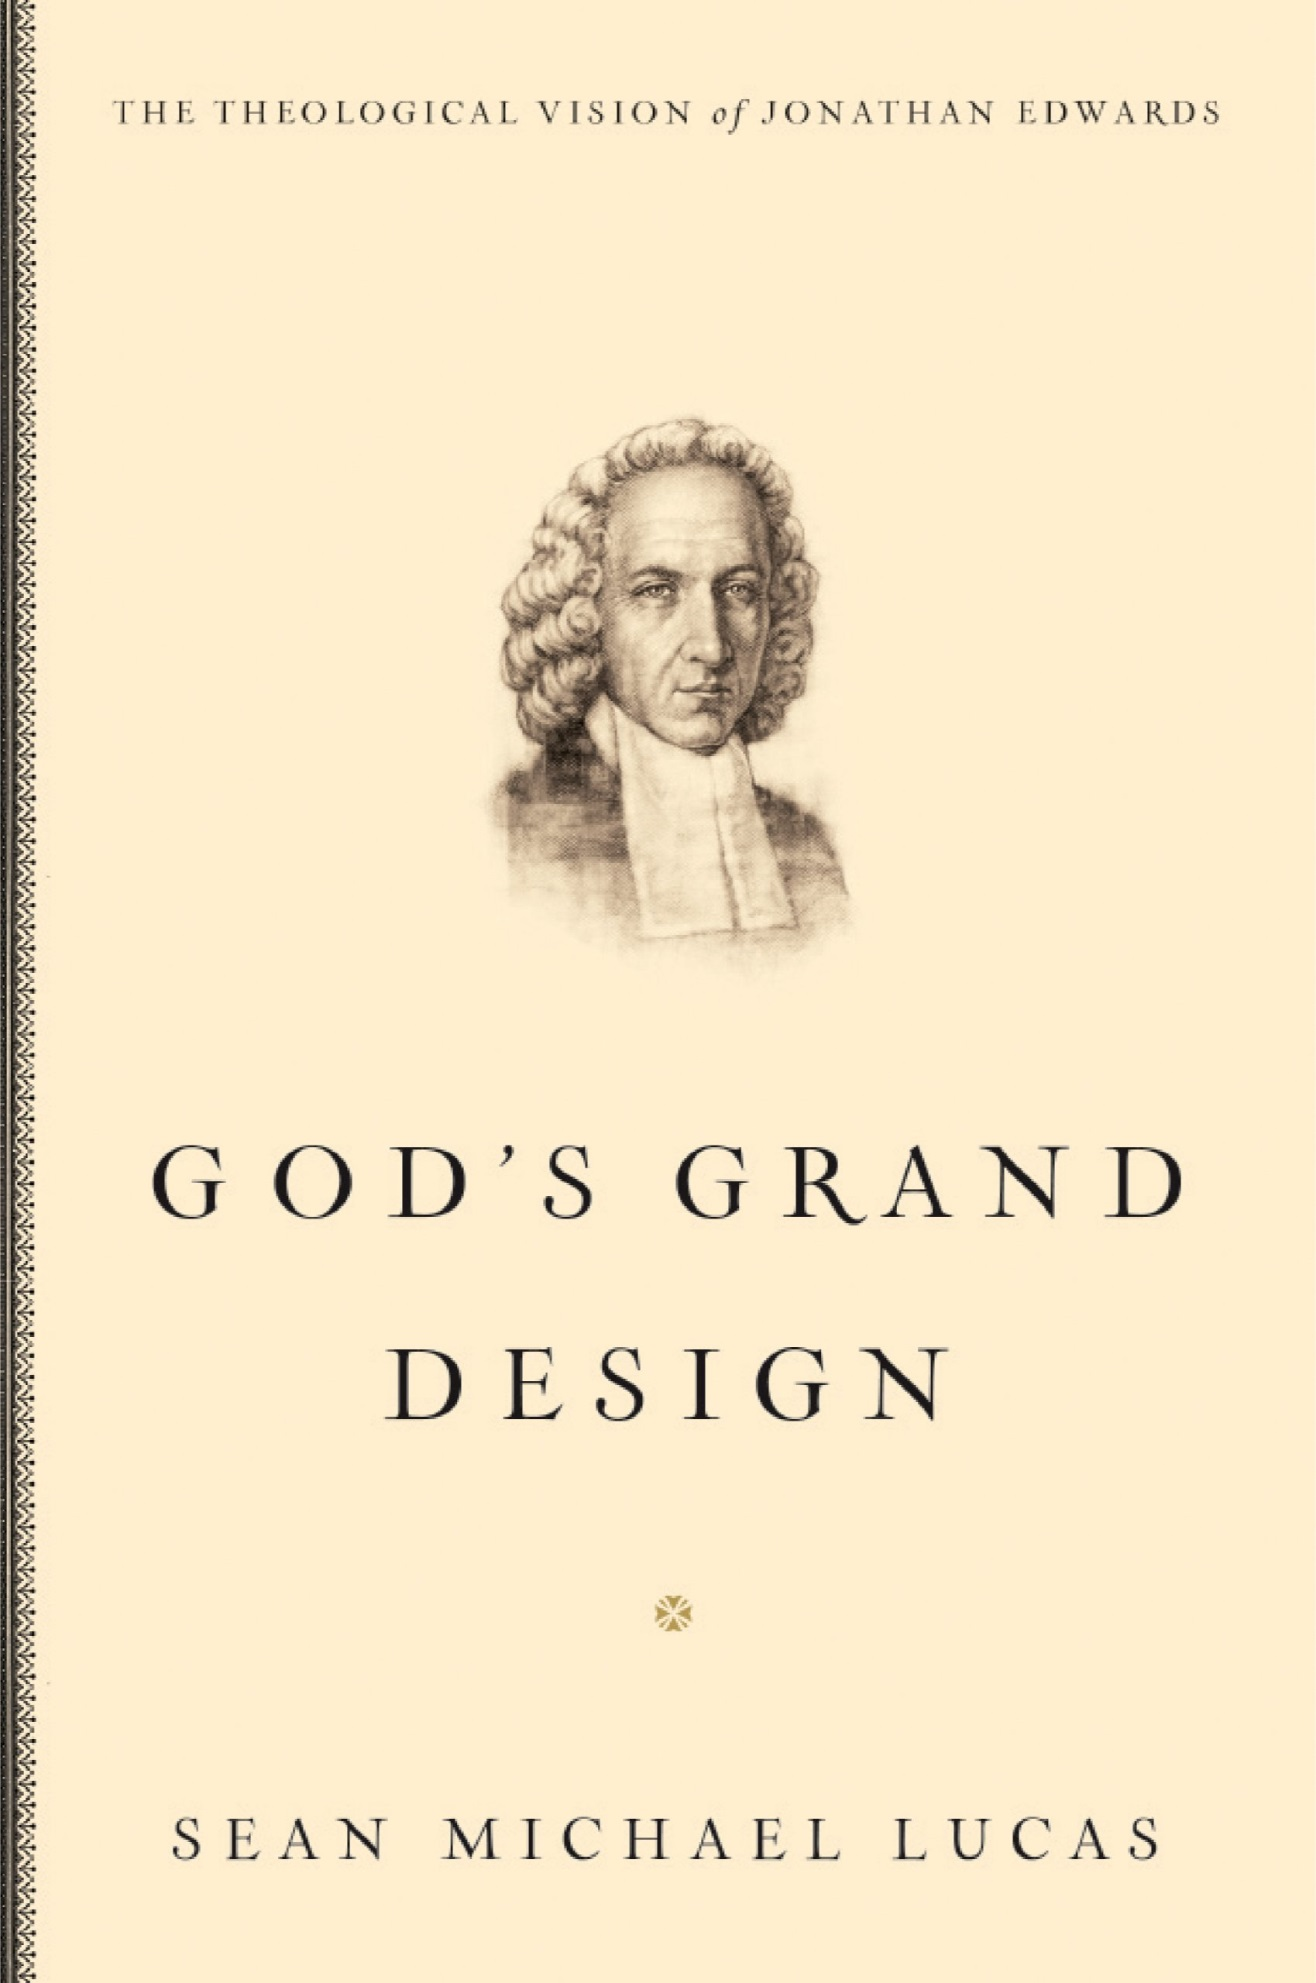 THE THEOLOGICAL VISION of JONATHAN EDWARDS
GOD’S GRAND
DESIGN
SEAN MICHAEL LUCAS